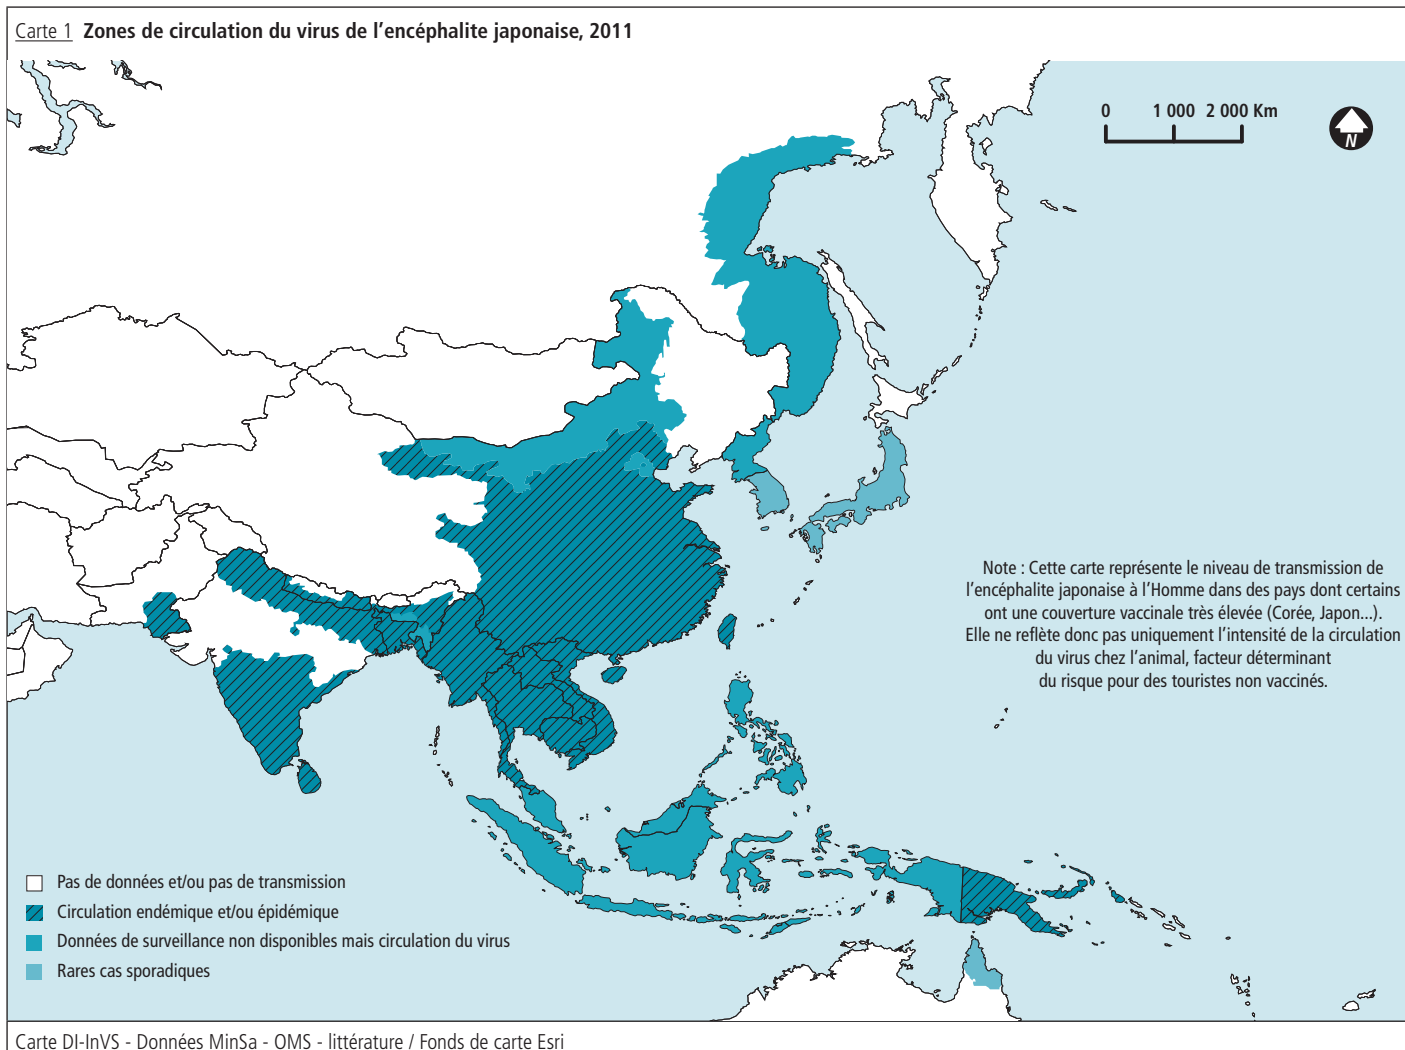 Carte 1 Zones de circulation du virus de l'encéphalite japonaise, 2011
0 1 000 2 000 Km
N
Note : Cette carte représente le niveau de transmission de
l'encéphalite japonaise à l'Homme dans des pays dont certains
ont une couverture vaccinale très élevée (Corée, Japon...).
Elle ne reflète donc pas uniquement l'intensité de la circulation
du virus chez l'animal, facteur déterminant
du risque pour des touristes non vaccinés.
Pas de données et/ou pas de transmission
Circulation endémique et/ou épidémique
Données de surveillance non disponibles mais circulation du virus
Rares cas sporadiques
Carte DI-InVS - Données MinSa - OMS - littérature / Fonds de carte Esri